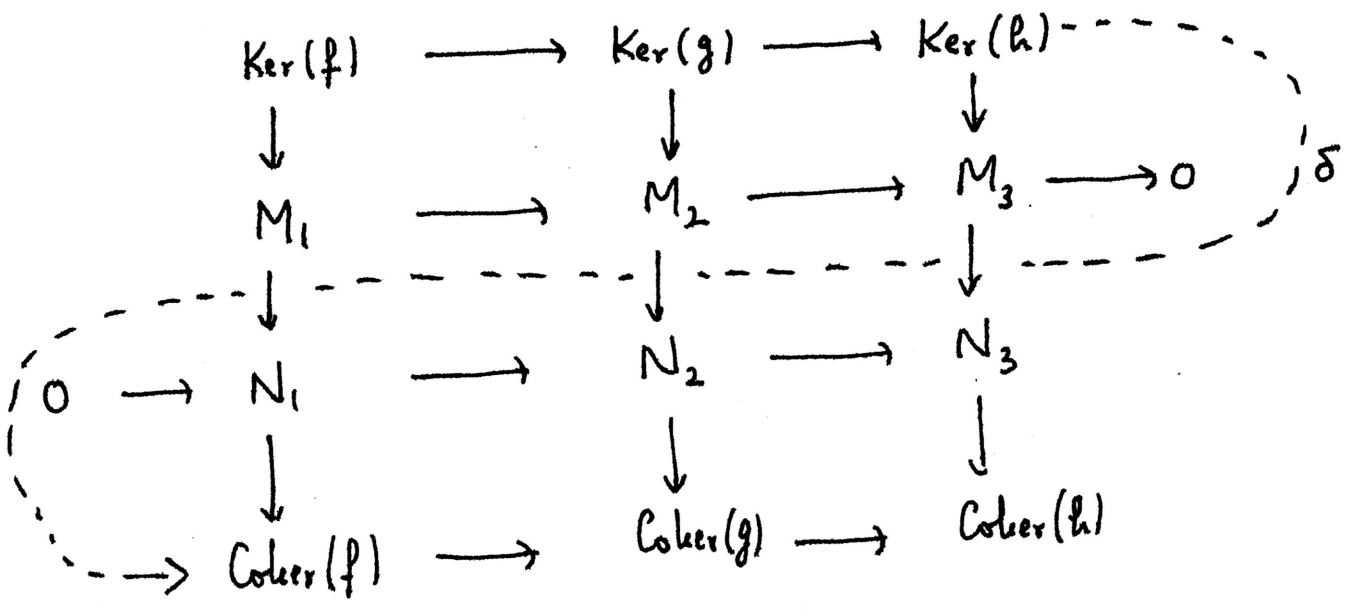 Ker(f) Ker(g) Ker(h)
M₁ M₂ M₃ 0 δ
0 N₁ N₂ N₃
Coker(f) Coker(g) Coker(h)